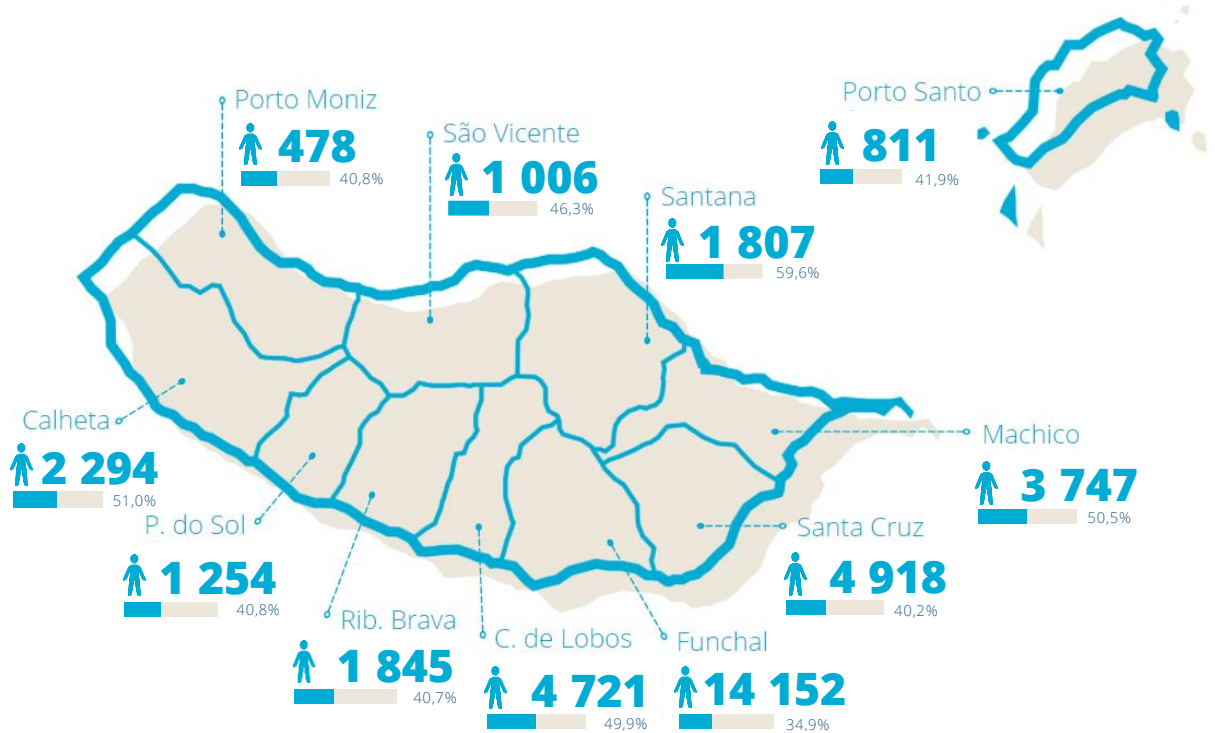 Porto Moniz
478
40,8%
São Vicente
1 006
46,3%
Santana
1 807
59,6%
Porto Santo
811
41,9%
Calheta
2 294
51,0%
P. do Sol
1 254
40,8%
Rib. Brava
1 845
40,7%
C. de Lobos
4 721
49,9%
Funchal
14 152
34,9%
Santa Cruz
4 918
40,2%
Machico
3 747
50,5%